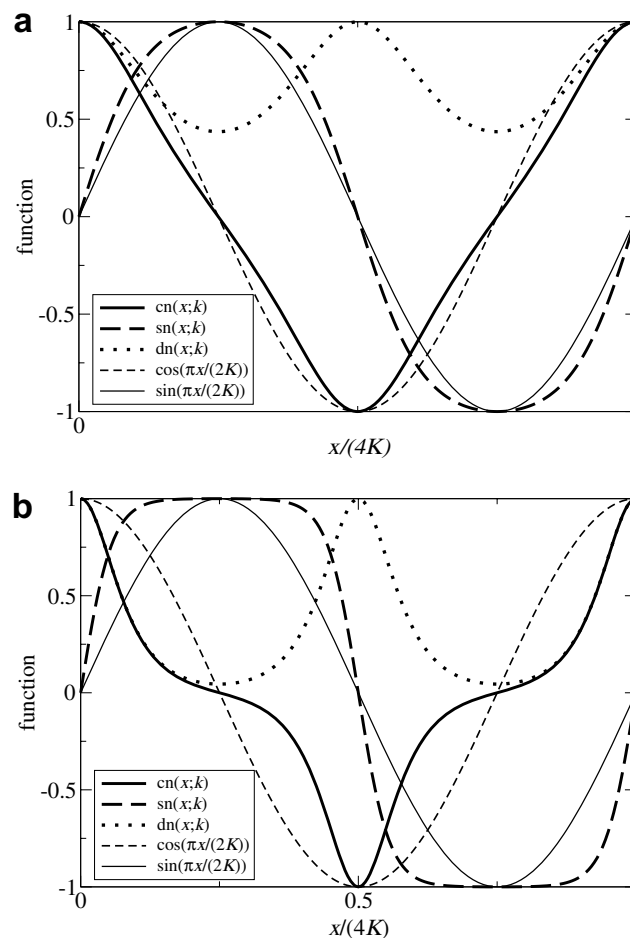 a
1
0.5
0
-0.5
-1
function
cn(x;k)
sn(x;k)
dn(x;k)
cos(πx/(2K))
sin(πx/(2K))
0
x/(4K)
b
1
0.5
0
-0.5
-1
function
cn(x;k)
sn(x;k)
dn(x;k)
cos(πx/(2K))
sin(πx/(2K))
0
0.5
x/(4K)